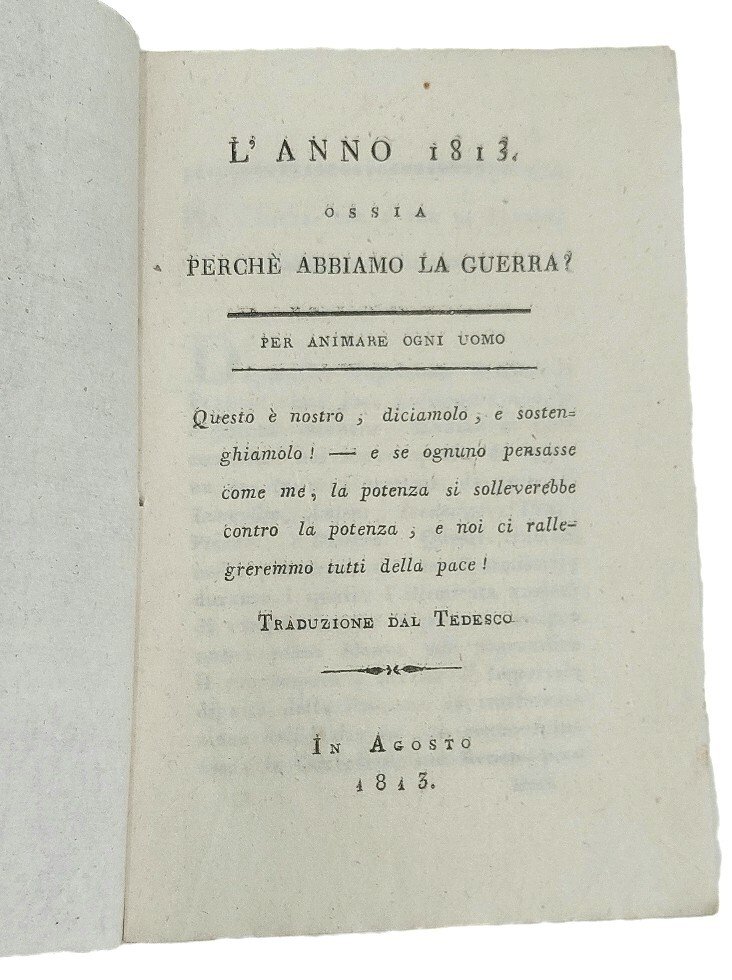 L' ANNO 1813.
OSSIA
PERCHÈ ABBIAMO LA GUERRA?
PER ANIMARE OGNI UOMO
Questo è nostro, diciamolo, e sosten=
ghiamolo! — e se ognuno pensasse
come me, la potenza si solleverebbe
contro la potenza, e noi ci ralle=
greremmo tutti della pace!
TRADUZIONE DAL TEDESCO
IN AGOSTO
1813.